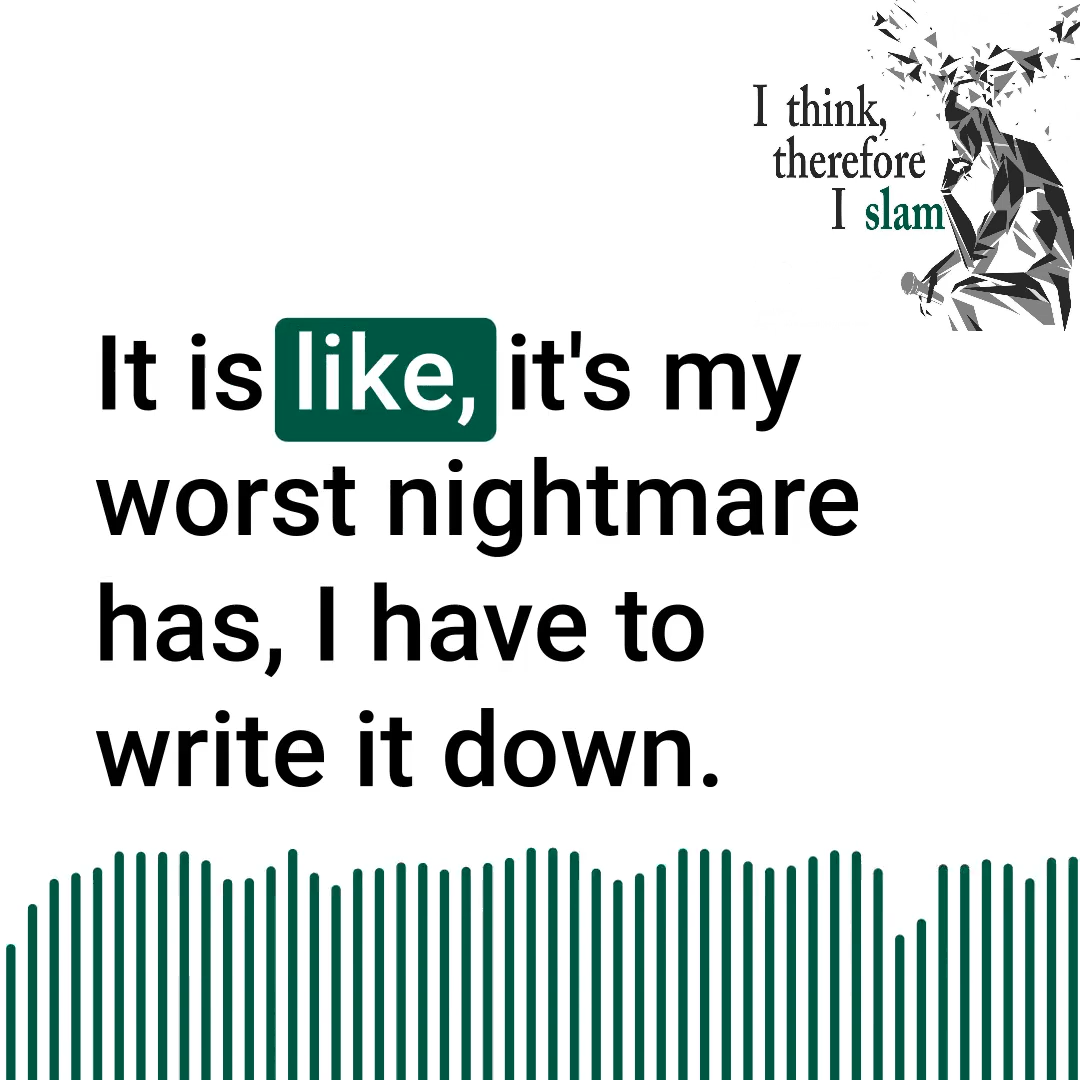 I think,
therefore
I slam
It is like, it's my
worst nightmare
has, I have to
write it down.